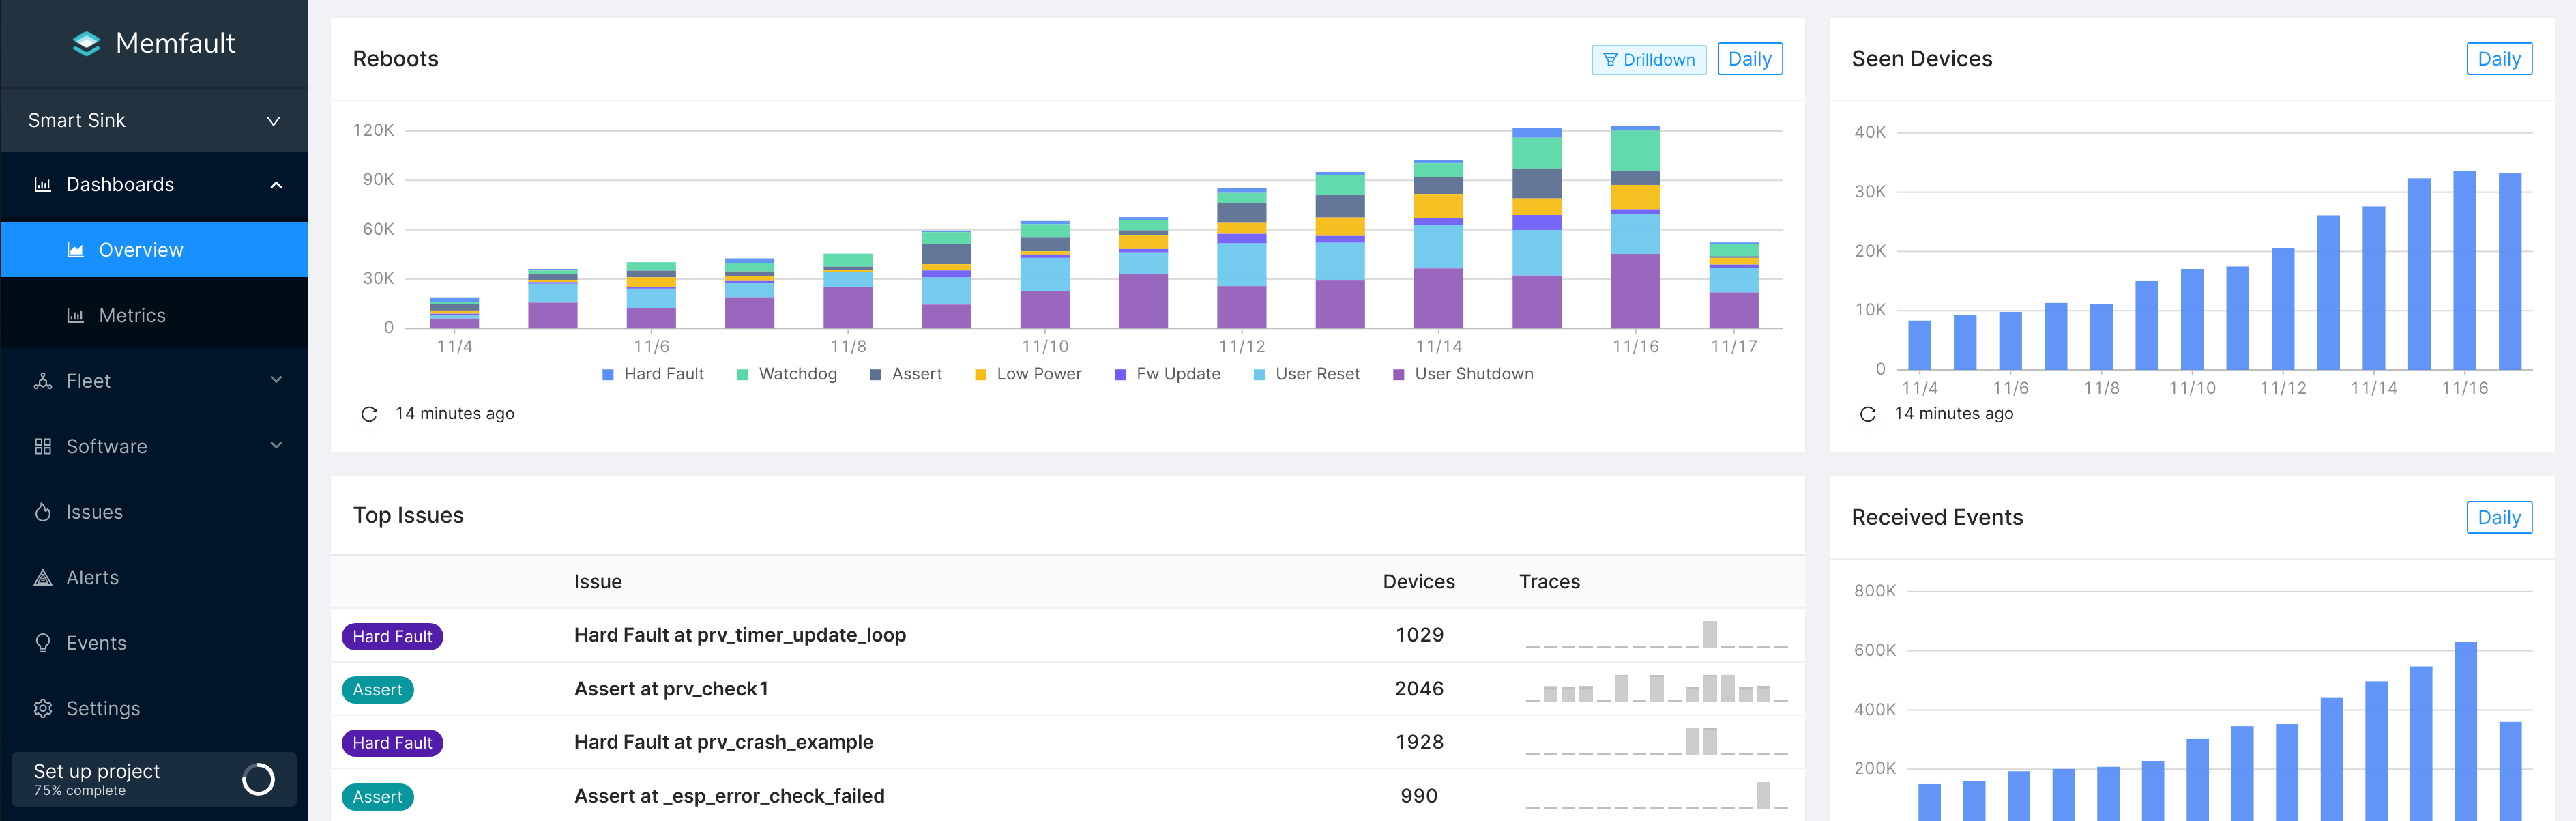 Memfault
Smart Sink
Dashboards
Overview
Metrics
Fleet
Software
Issues
Alerts
Events
Settings
Set up project
75% complete
Reboots
Drilldown
Daily
120K
90K
60K
30K
0
11/4 11/6 11/8 11/10 11/12 11/14 11/16 11/17
Hard Fault Watchdog Assert Low Power Fw Update User Reset User Shutdown
14 minutes ago
Seen Devices
Daily
40K
30K
20K
10K
0
11/4 11/6 11/8 11/10 11/12 11/14 11/16
14 minutes ago
Top Issues
Issue Devices Traces
Hard Fault Hard Fault at prv_timer_update_loop 1029
Assert Assert at prv_check1 2046
Hard Fault Hard Fault at prv_crash_example 1928
Assert Assert at _esp_error_check_failed 990
Received Events
Daily
800K
600K
400K
200K